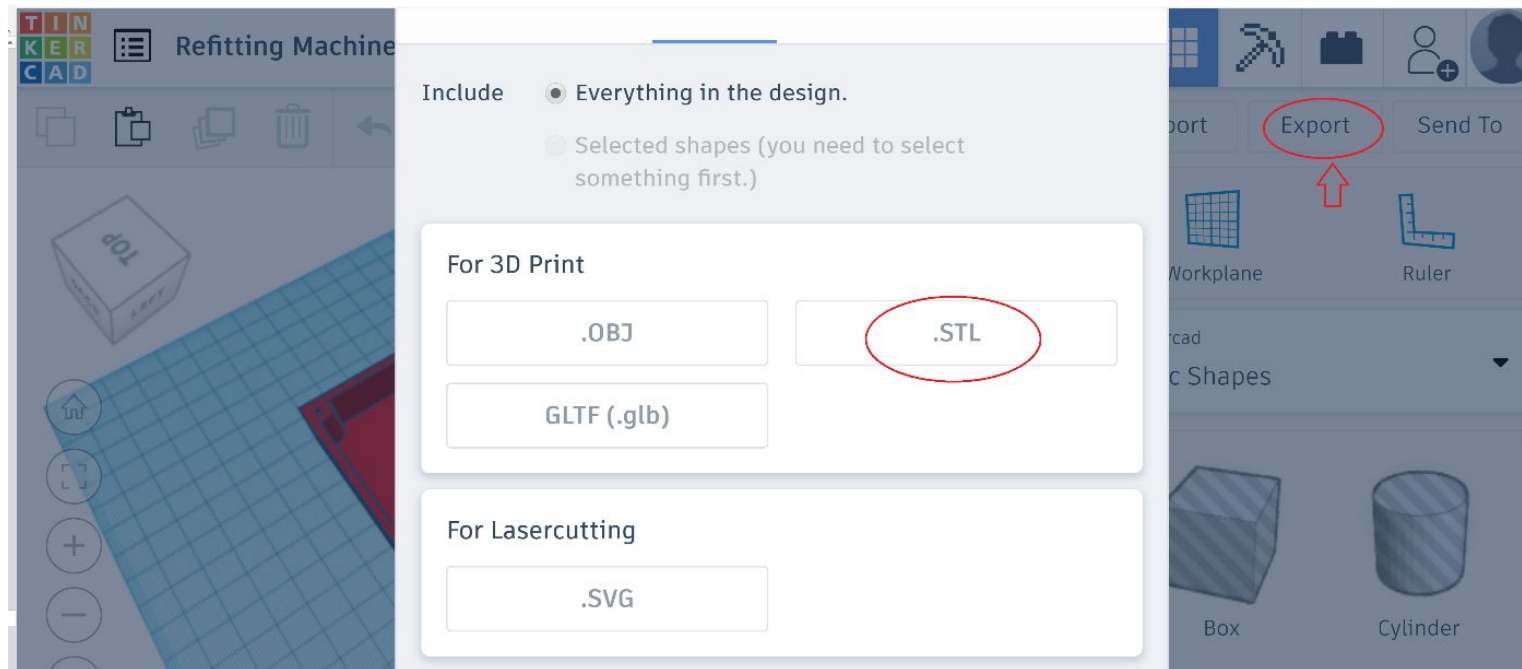 TIN
KER
CAD
Refitting Machine
Include
Everything in the design.
Selected shapes (you need to select
something first.)
For 3D Print
.OBJ
.STL
GLTF (.glb)
For Lasercutting
.SVG
port
Export
Send To
Workplane
Ruler
rcad
c Shapes
Box
Cylinder
TOP
LEFT